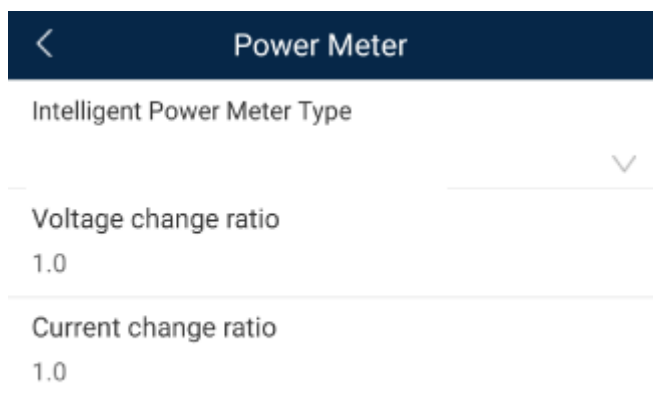 Power Meter
Intelligent Power Meter Type
Voltage change ratio
1.0
Current change ratio
1.0